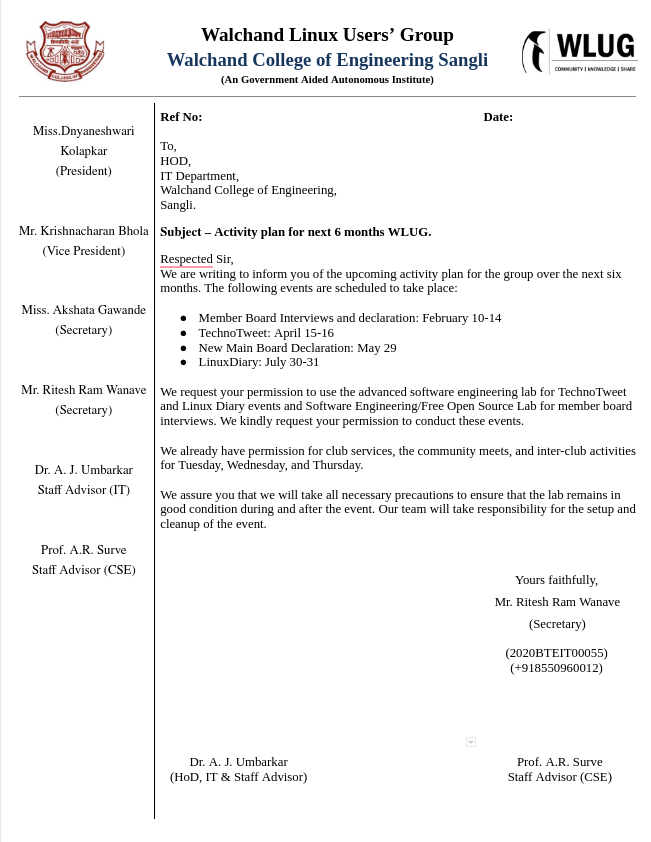 Walchand Linux Users’ Group
Walchand College of Engineering Sangli
(An Government Aided Autonomous Institute)
WLUG
COMMUNITY | KNOWLEDGE | SHARE
Miss.Dnyaneshwari
Kolapkar
(President)
Mr. Krishnacharan Bhola
(Vice President)
Miss. Akshata Gawande
(Secretary)
Mr. Ritesh Ram Wanave
(Secretary)
Dr. A. J. Umbarkar
Staff Advisor (IT)
Prof. A.R. Surve
Staff Advisor (CSE)
Ref No: Date:
To,
HOD,
IT Department,
Walchand College of Engineering,
Sangli.
Subject – Activity plan for next 6 months WLUG.
Respected Sir,
We are writing to inform you of the upcoming activity plan for the group over the next six
months. The following events are scheduled to take place:
● Member Board Interviews and declaration: February 10-14
● TechnoTweet: April 15-16
● New Main Board Declaration: May 29
● LinuxDiary: July 30-31
We request your permission to use the advanced software engineering lab for TechnoTweet
and Linux Diary events and Software Engineering/Free Open Source Lab for member board
interviews. We kindly request your permission to conduct these events.
We already have permission for club services, the community meets, and inter-club activities
for Tuesday, Wednesday, and Thursday.
We assure you that we will take all necessary precautions to ensure that the lab remains in
good condition during and after the event. Our team will take responsibility for the setup and
cleanup of the event.
Yours faithfully,
Mr. Ritesh Ram Wanave
(Secretary)
(2020BTEIT00055)
(+918550960012)
Dr. A. J. Umbarkar Prof. A.R. Surve
(HoD, IT & Staff Advisor) Staff Advisor (CSE)